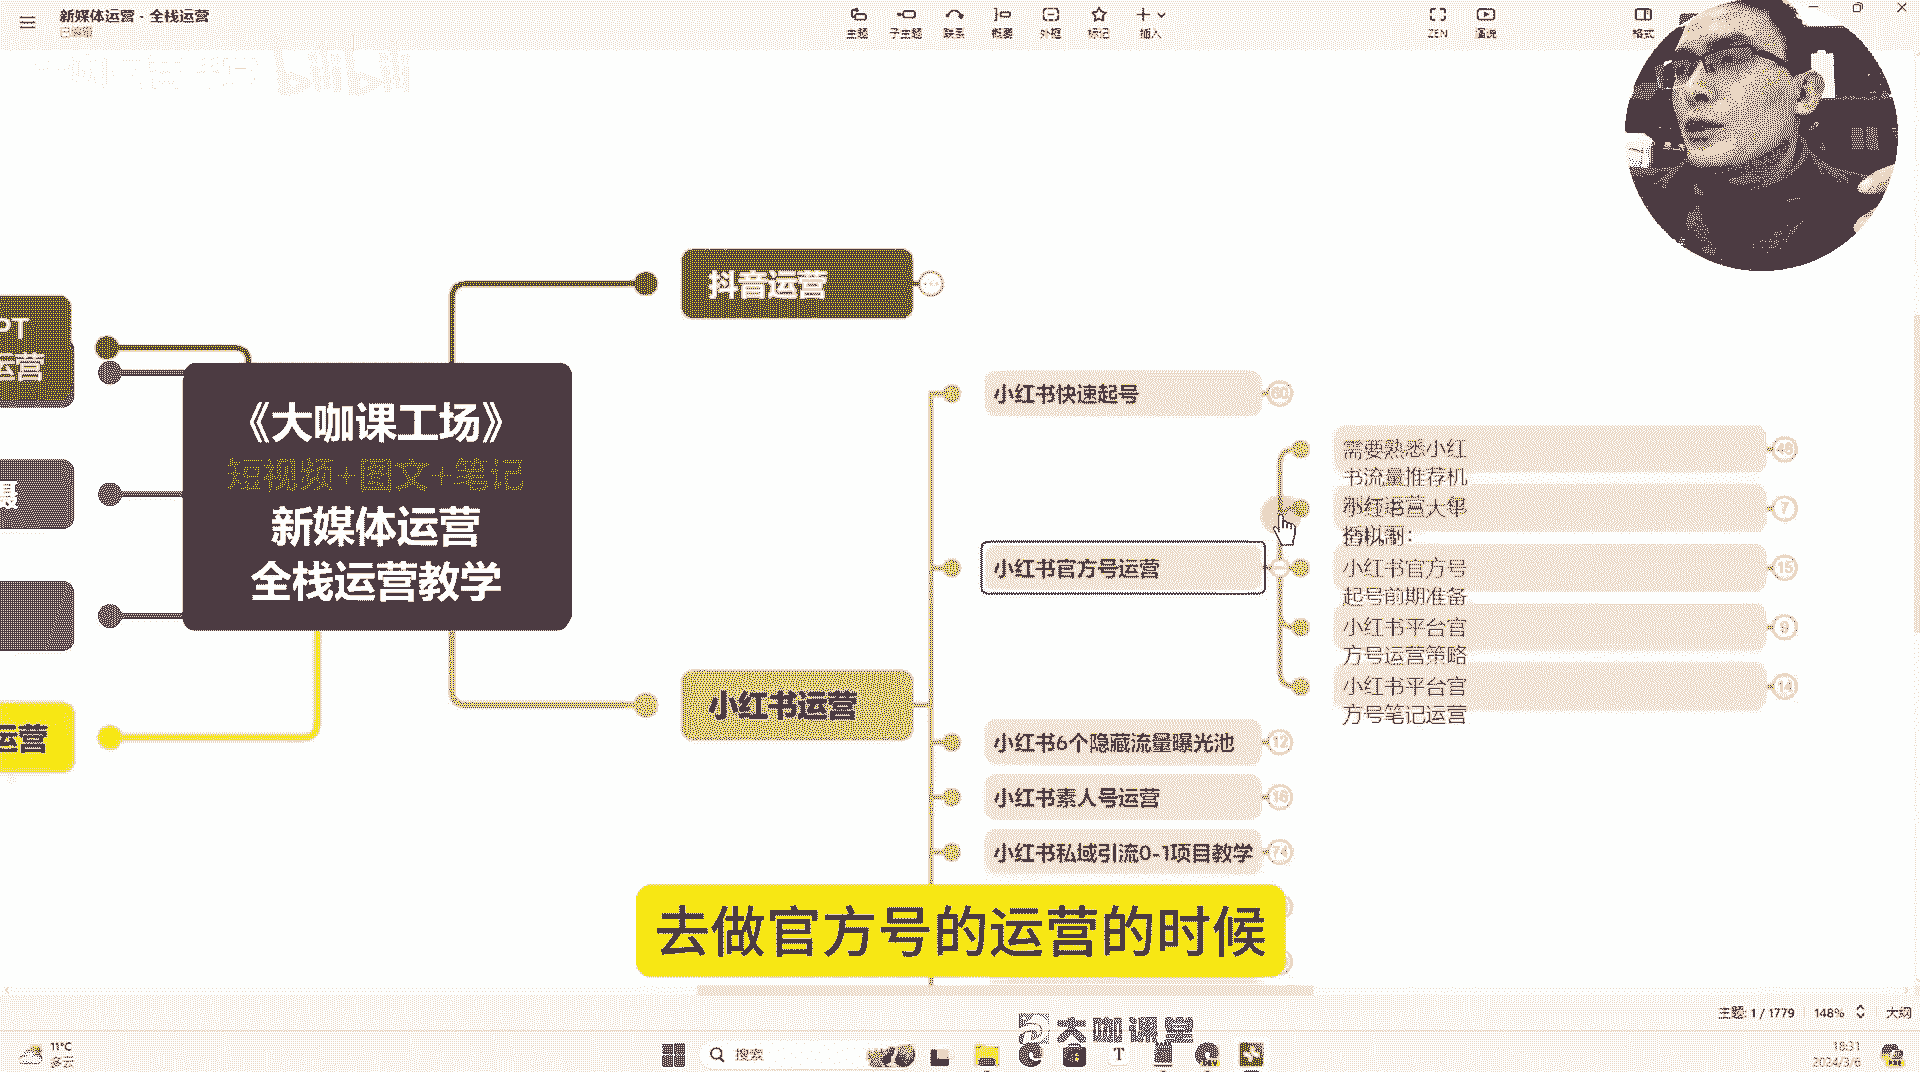 新媒体运营 - 全栈运营
已编辑
主题
子主题
联系
概要
外框
标记
插入
ZEN
演说
格式
bilibili
抖音运营
PT
运营
《大咖课工场》
短视频+图文+笔记
新媒体运营
全栈运营教学
运营
小红书运营
小红书快速起号
60
小红书官方号运营
需要熟悉小红
书流量推荐机
48
小红书官方号
起号前期准备
7
15
小红书平台官
方号运营策略
9
小红书平台官
方号笔记运营
14
小红书6个隐藏流量曝光池
12
小红书素人号运营
16
小红书私域引流0-1项目教学
74
去做官方号的运营的时候
主题: 1 / 1779
148%
大纲
大咖课堂
11°C
多云
搜索
18:31
2024/3/6